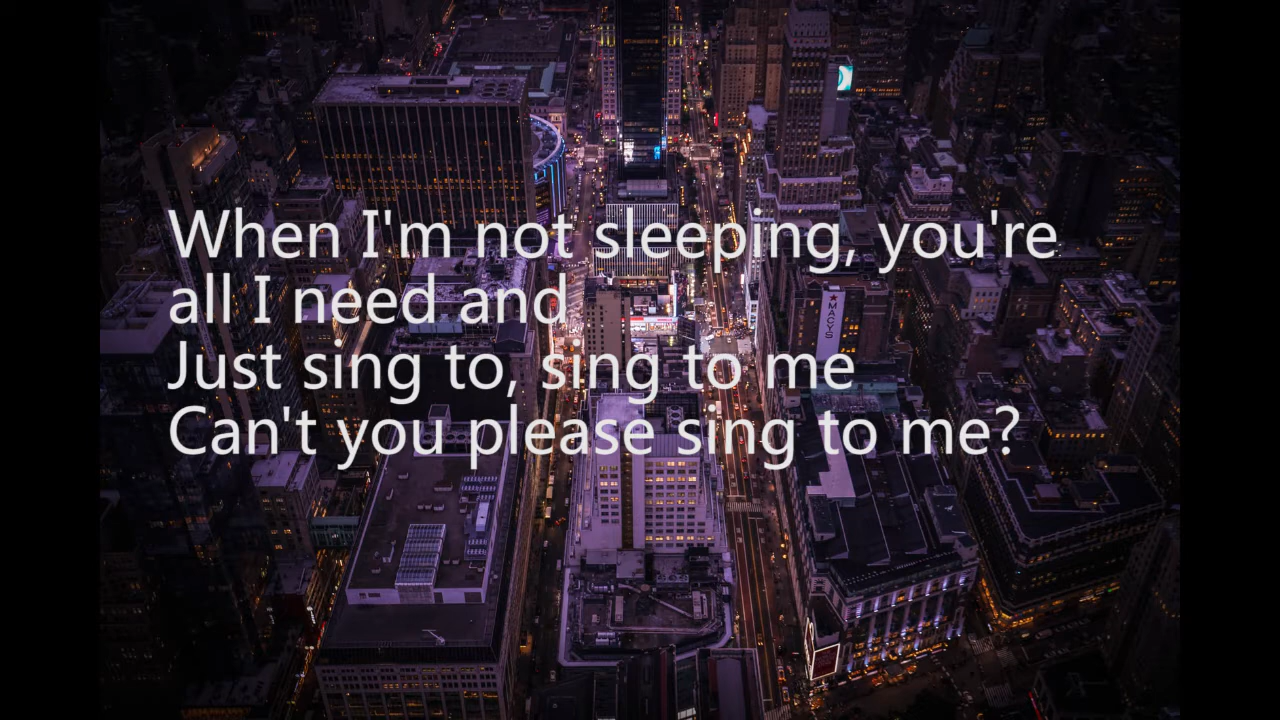 When I'm not sleeping, you're
all I need and
Just sing to, sing to me
Can't you please sing to me?
★MACYS